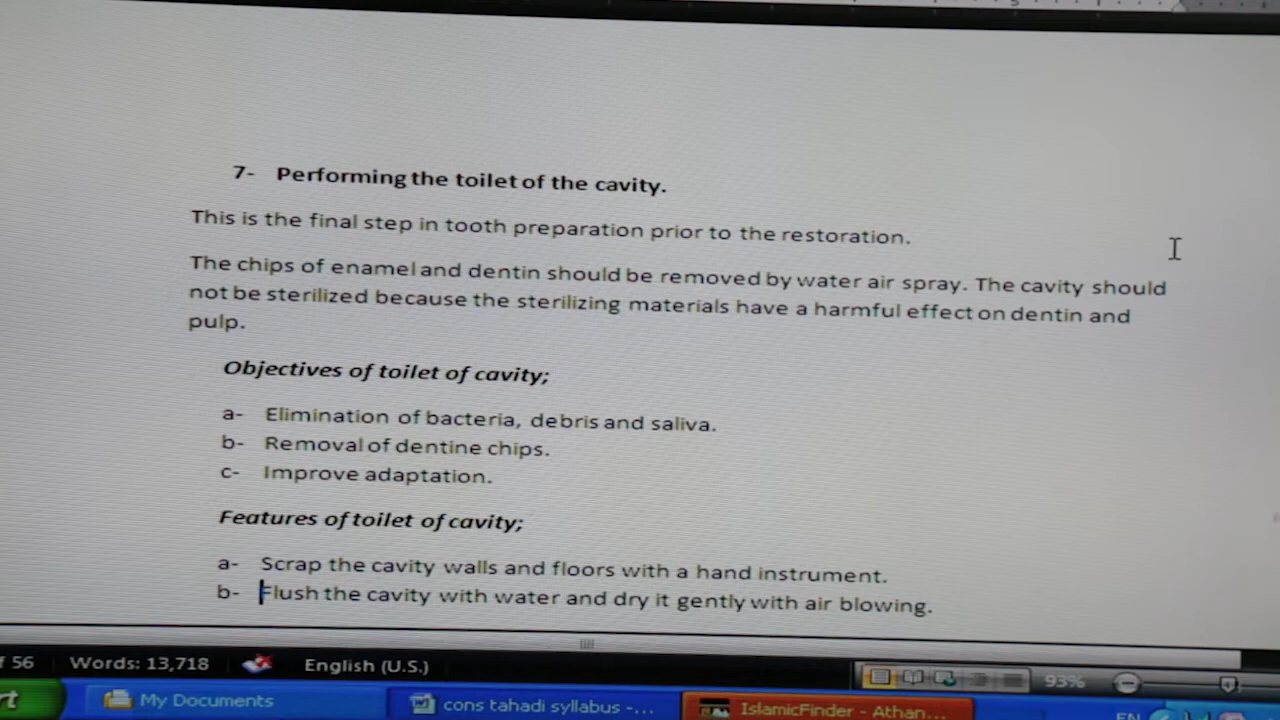 7- Performing the toilet of the cavity.
This is the final step in tooth preparation prior to the restoration.
The chips of enamel and dentin should be removed by water air spray. The cavity should
not be sterilized because the sterilizing materials have a harmful effect on dentin and
pulp.
Objectives of toilet of cavity;
a- Elimination of bacteria, debris and saliva.
b- Removal of dentine chips.
c- Improve adaptation.
Features of toilet of cavity;
a- Scrap the cavity walls and floors with a hand instrument.
b- Flush the cavity with water and dry it gently with air blowing.
56 Words: 13,718 English (U.S.) 93%
My Documents cons tahadi syllabus -... IslamicFinder - Athan... EN